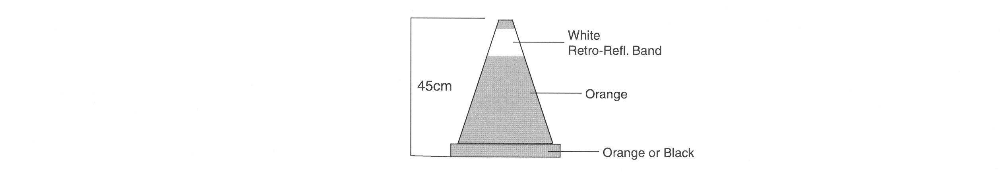 White
Retro-Refl. Band
45cm
Orange
Orange or Black